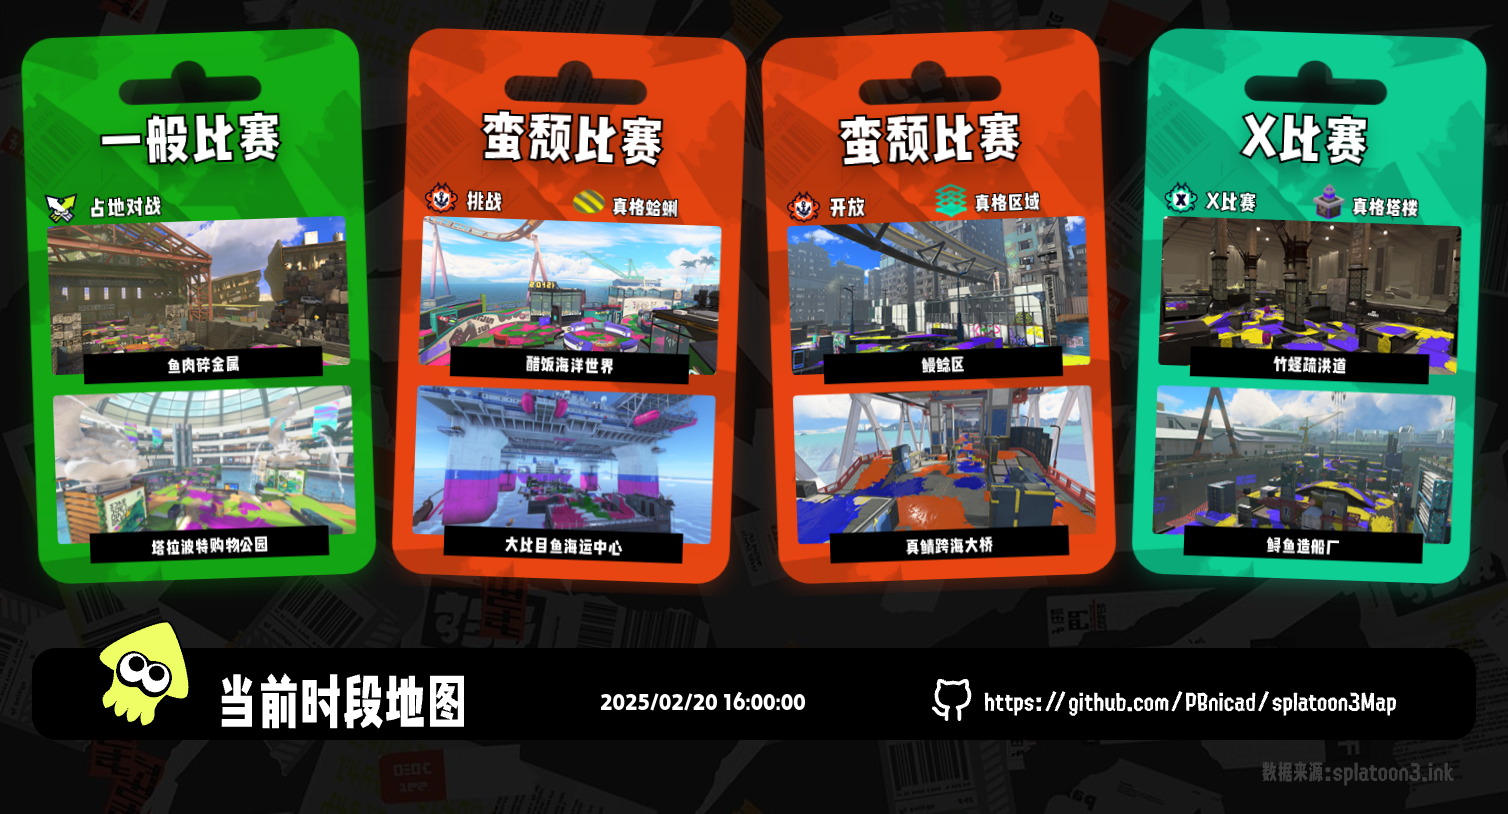 一般比赛
占地对战
鱼肉碎金属
塔拉波特购物公园
蛮颓比赛
挑战
真格蛤蜊
醋饭海洋世界
大比目鱼海运中心
蛮颓比赛
开放
真格区域
鳗鲶区
真鲭跨海大桥
X比赛
X比赛
真格塔楼
竹蛏疏洪道
鲟鱼造船厂
当前时段地图
2025/02/20 16:00:00
https://github.com/PBnicad/splatoon3Map
数据来源:splatoon3.ink